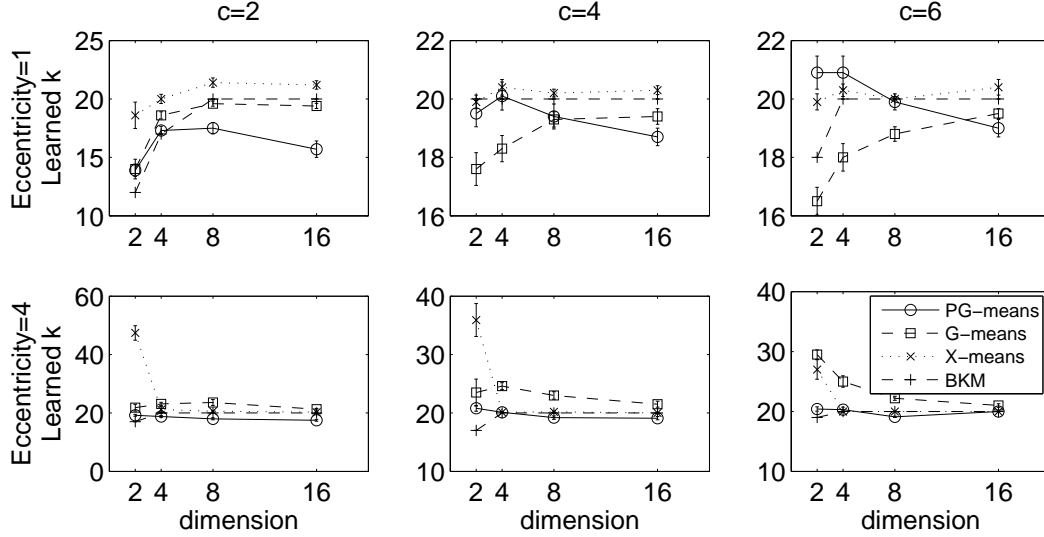 c=2
c=4
c=6
Eccentricity=1
Learned k
25
20
15
10
2 4 8 16
22
20
18
16
2 4 8 16
22
20
18
16
2 4 8 16
Eccentricity=4
Learned k
60
40
20
0
2 4 8 16
dimension
40
30
20
10
2 4 8 16
dimension
40
30
20
10
2 4 8 16
dimension
PG−means
G−means
X−means
BKM